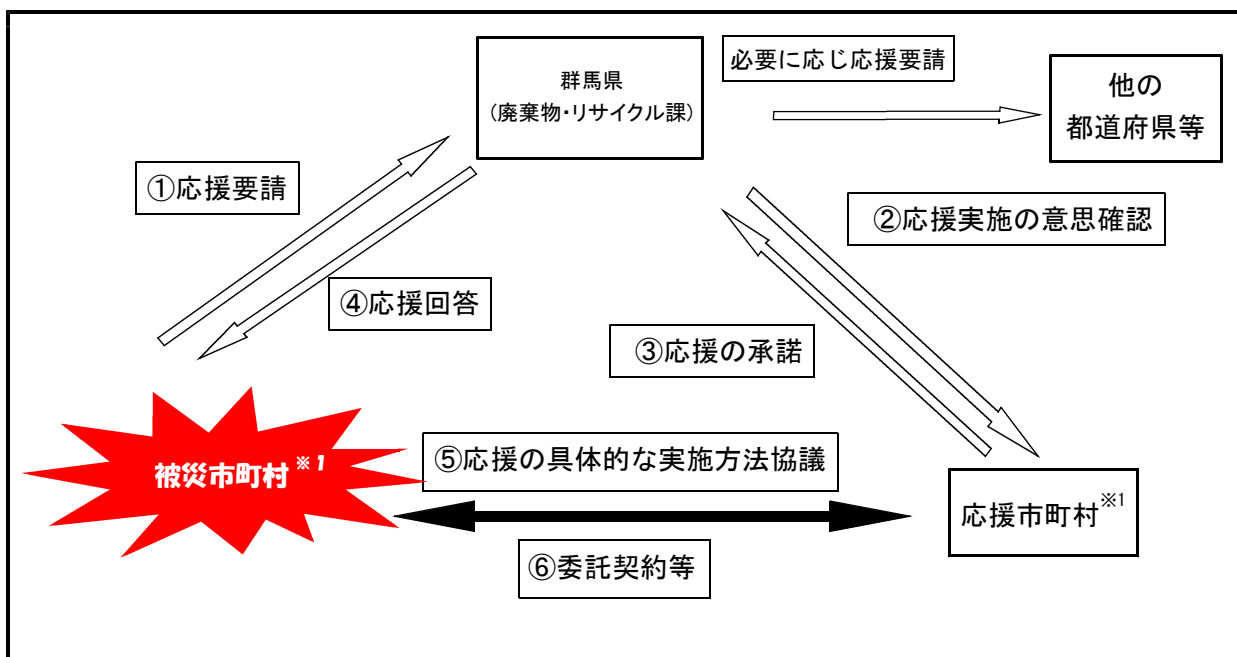 群馬県
(廃棄物・リサイクル課)
必要に応じ応援要請
他の
都道府県等
①応援要請
②応援実施の意思確認
④応援回答
③応援の承諾
被災市町村※1
⑤応援の具体的な実施方法協議
応援市町村※1
⑥委託契約等